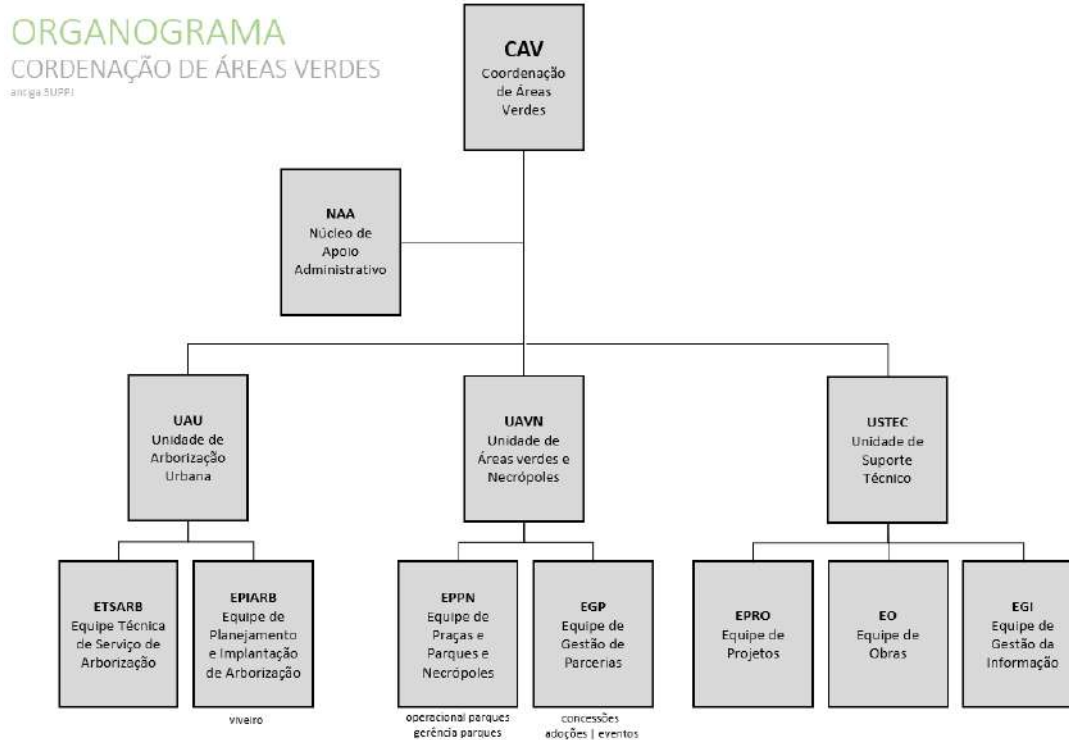 ORGANOGRAMA
CORDENAÇÃO DE ÁREAS VERDES
antiga SUPPJ
CAV
Coordenação
de Áreas
Verdes
NAA
Núcleo de
Apoio
Administrativo
UAU
Unidade de
Arborização
Urbana
UAVN
Unidade de
Áreas verdes e
Necrópoles
USTEC
Unidade de
Suporte
Técnico
ETSARB
Equipe Técnica
de Serviço de
Arborização
EPIARB
Equipe de
Planejamento
e Implantação
de Arborização
EPPN
Equipe de
Praças e
Parques e
Necrópoles
EGP
Equipe de
Gestão de
Parcerias
EPRO
Equipe de
Projetos
EO
Equipe de
Obras
EGI
Equipe de
Gestão da
Informação
viveiro
operacional parques
gerência parques
concessões
adoções | eventos